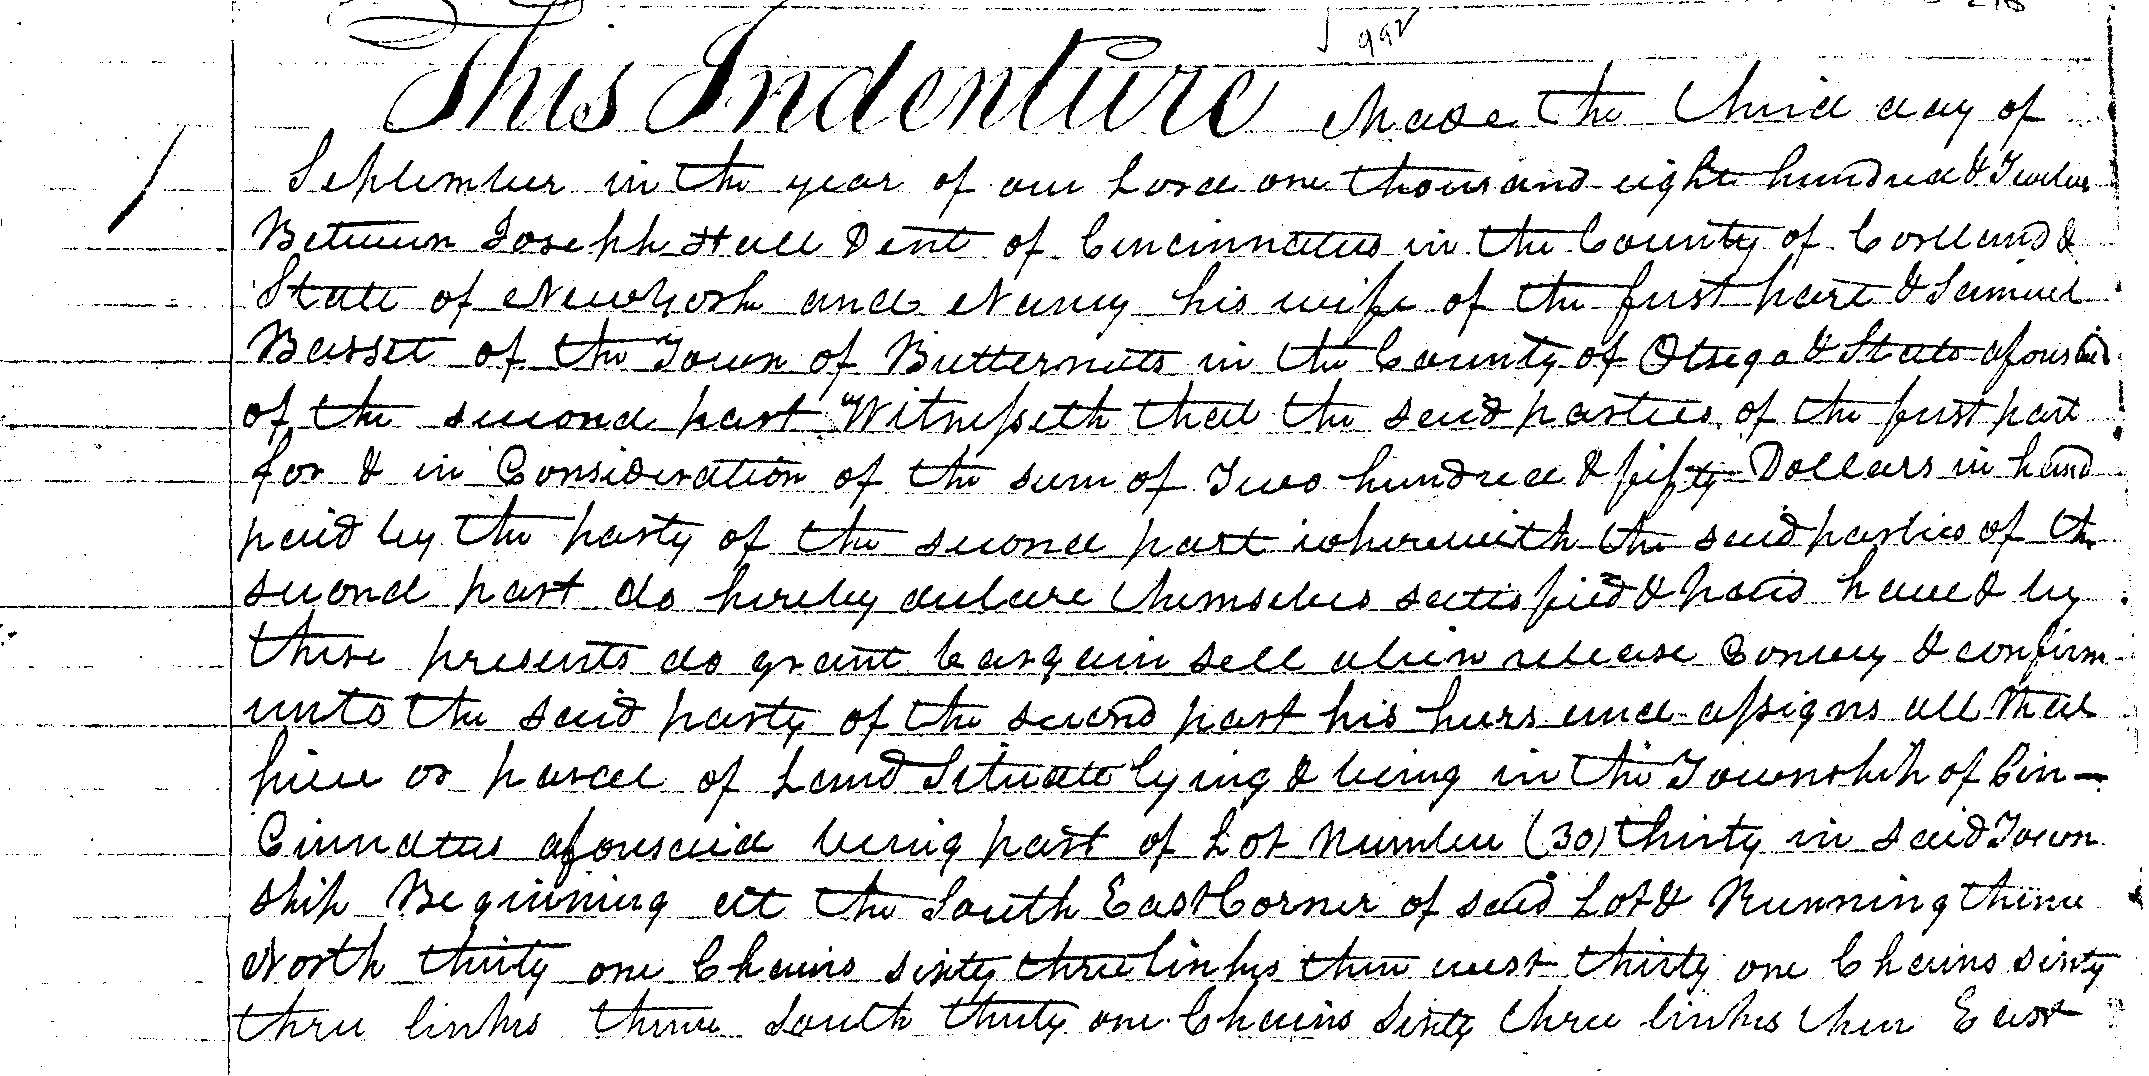 992
This Indenture Made the third day of
September in the year of our Lord one thousand eight hundred & Twelve
Between Joseph Hall Dent of Cincinnatus in the County of Cortland &
State of New York and Nancy his wife of the first part & Samuel
Basset of the Town of Butternuts in the County of Otsego & State aforesaid
of the second part Witnesseth that the said parties of the first part
for & in Consideration of the sum of Two hundred & fifty Dollars in hand
paid by the party of the second part wherewith the said parties of the
second part do hereby declare themselves satisfied & paid have & by
these presents do grant bargain sell alien release Convey & confirm
unto the said party of the second part his heirs and assigns all that
piece or parcel of Land Situate lying & being in the Township of Cin-
Cinnatus aforesaid being part of Lot Number (30) thirty in said Town
ship Beginning at the South East Corner of said Lot & Running thence
North thirty one Chains sixty three links then west thirty one Chains sixty
three links thence South thirty one Chains sixty three links then East